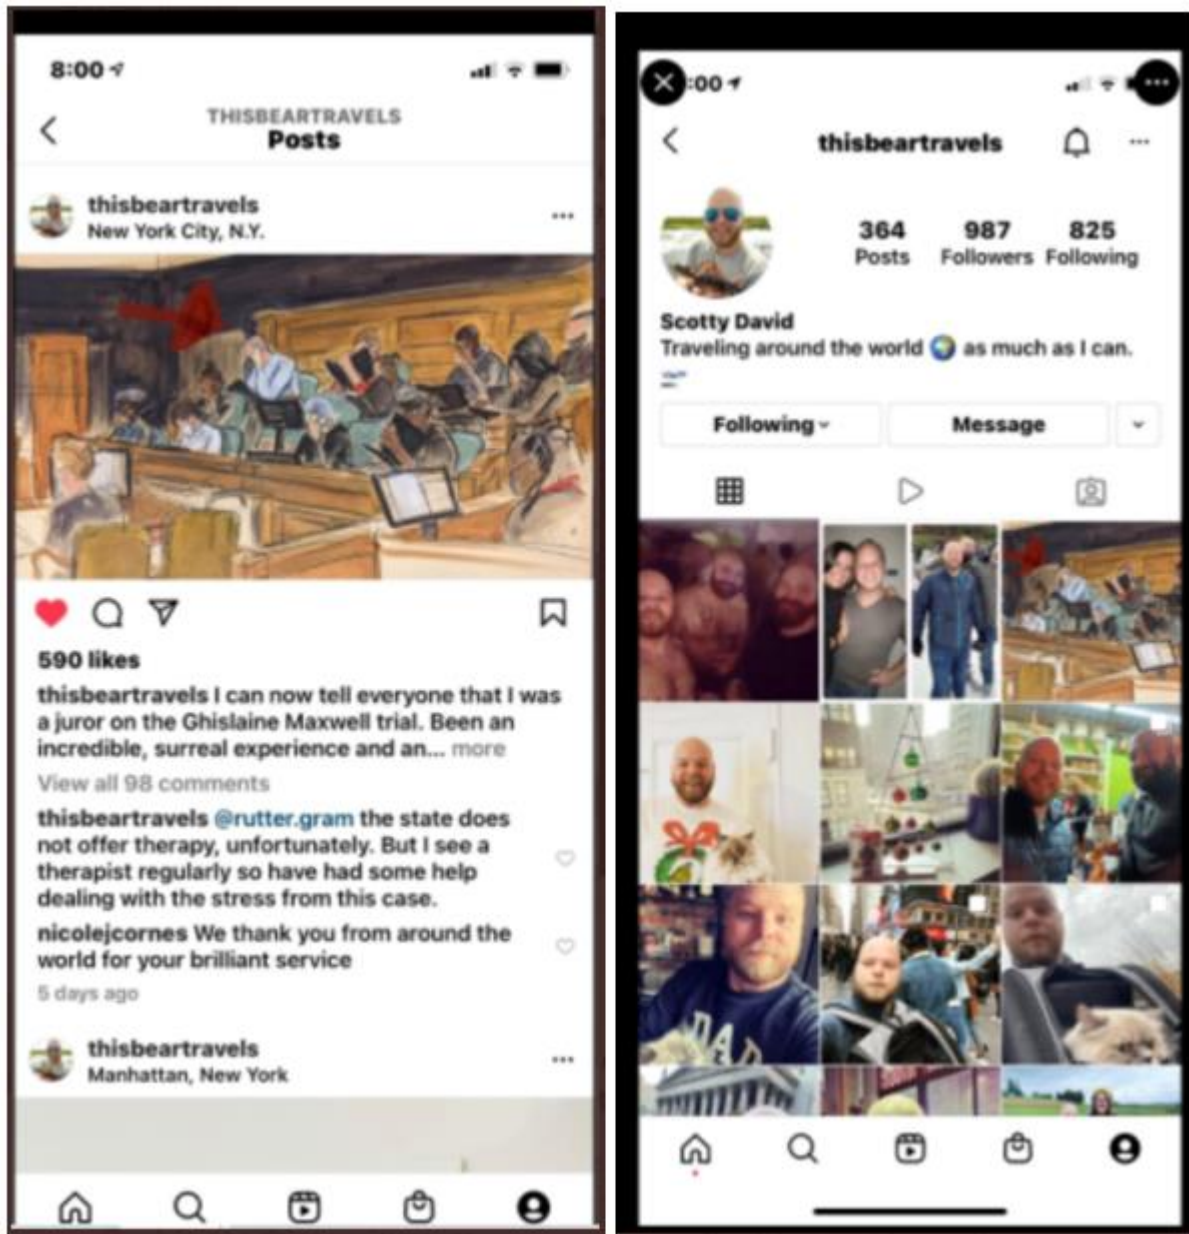 8:00
THISBEARTRAVELS
Posts
thisbeartravels
New York City, N.Y.
590 likes
thisbeartravels I can now tell everyone that I was
a juror on the Ghislaine Maxwell trial. Been an
incredible, surreal experience and an... more
View all 98 comments
thisbeartravels @rutter.gram the state does
not offer therapy, unfortunately. But I see a
therapist regularly so have had some help
dealing with the stress from this case.
nicolejcornes We thank you from around the
world for your brilliant service
5 days ago
thisbeartravels
Manhattan, New York
:00
thisbeartravels
364 987 825
Posts Followers Following
Scotty David
Traveling around the world 🌍 as much as I can.
Following Message